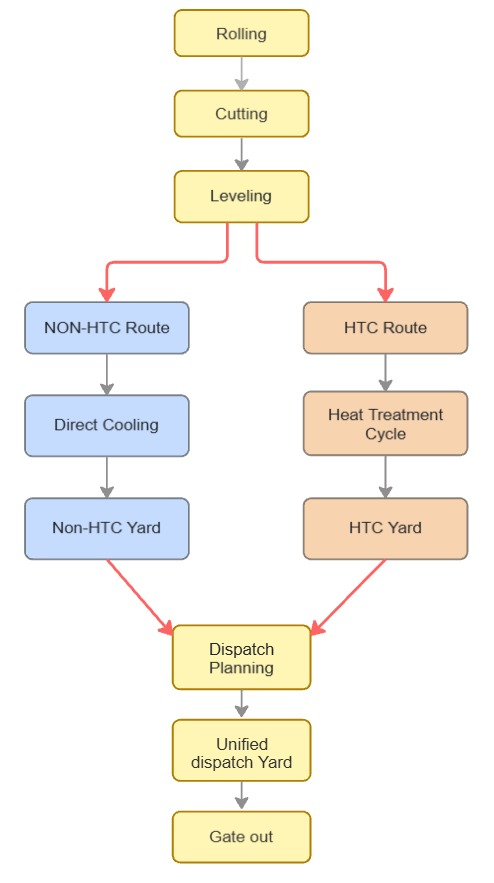 Rolling
Cutting
Leveling
NON-HTC Route
HTC Route
Direct Cooling
Heat Treatment
Cycle
Non-HTC Yard
HTC Yard
Dispatch
Planning
Unified
dispatch Yard
Gate out